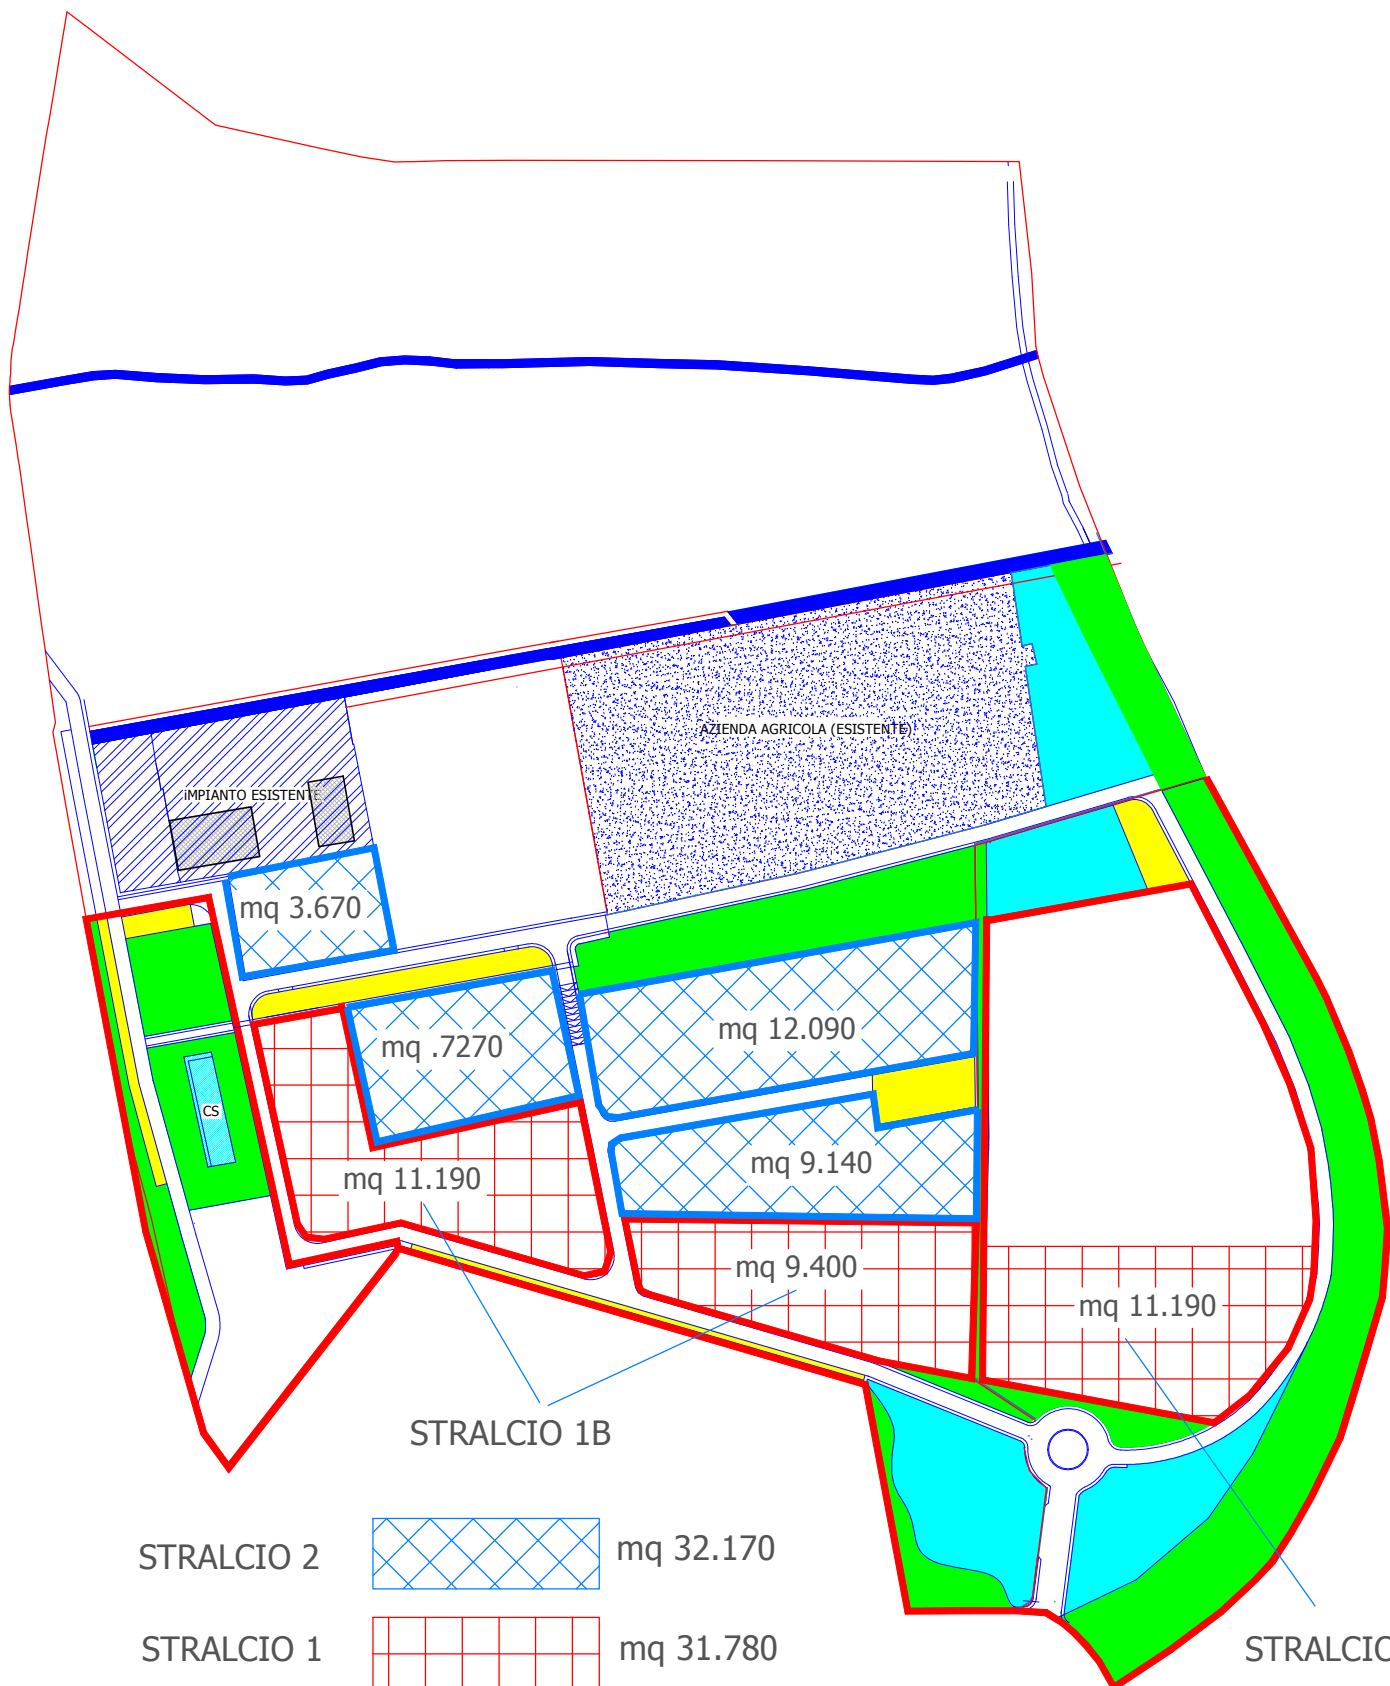 AZIENDA AGRICOLA (ESISTENTE)
iMPIANTO ESISTENTE
mq 3.670
mq 12.090
mq .7270
CS
mq 9.140
mq 11.190
mq 9.400
mq 11.190
STRALCIO 1B
STRALCIO 2
mq 32.170
STRALCIO 1
mq 31.780
STRALCIO